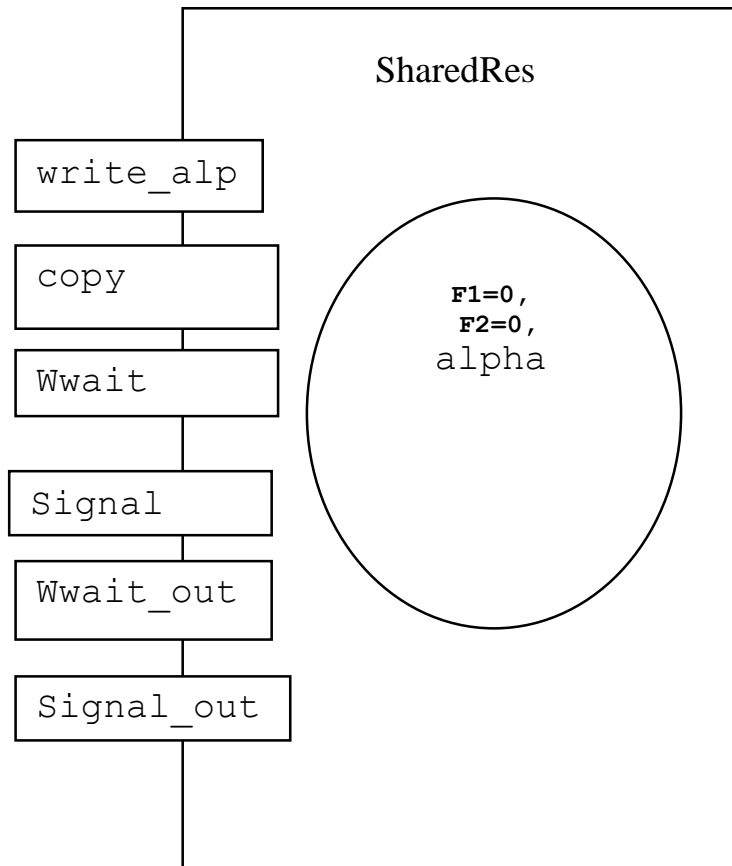 SharedRes
write_alp
copy
F1=0,
F2=0,
alpha
Wwait
Signal
Wwait_out
Signal_out